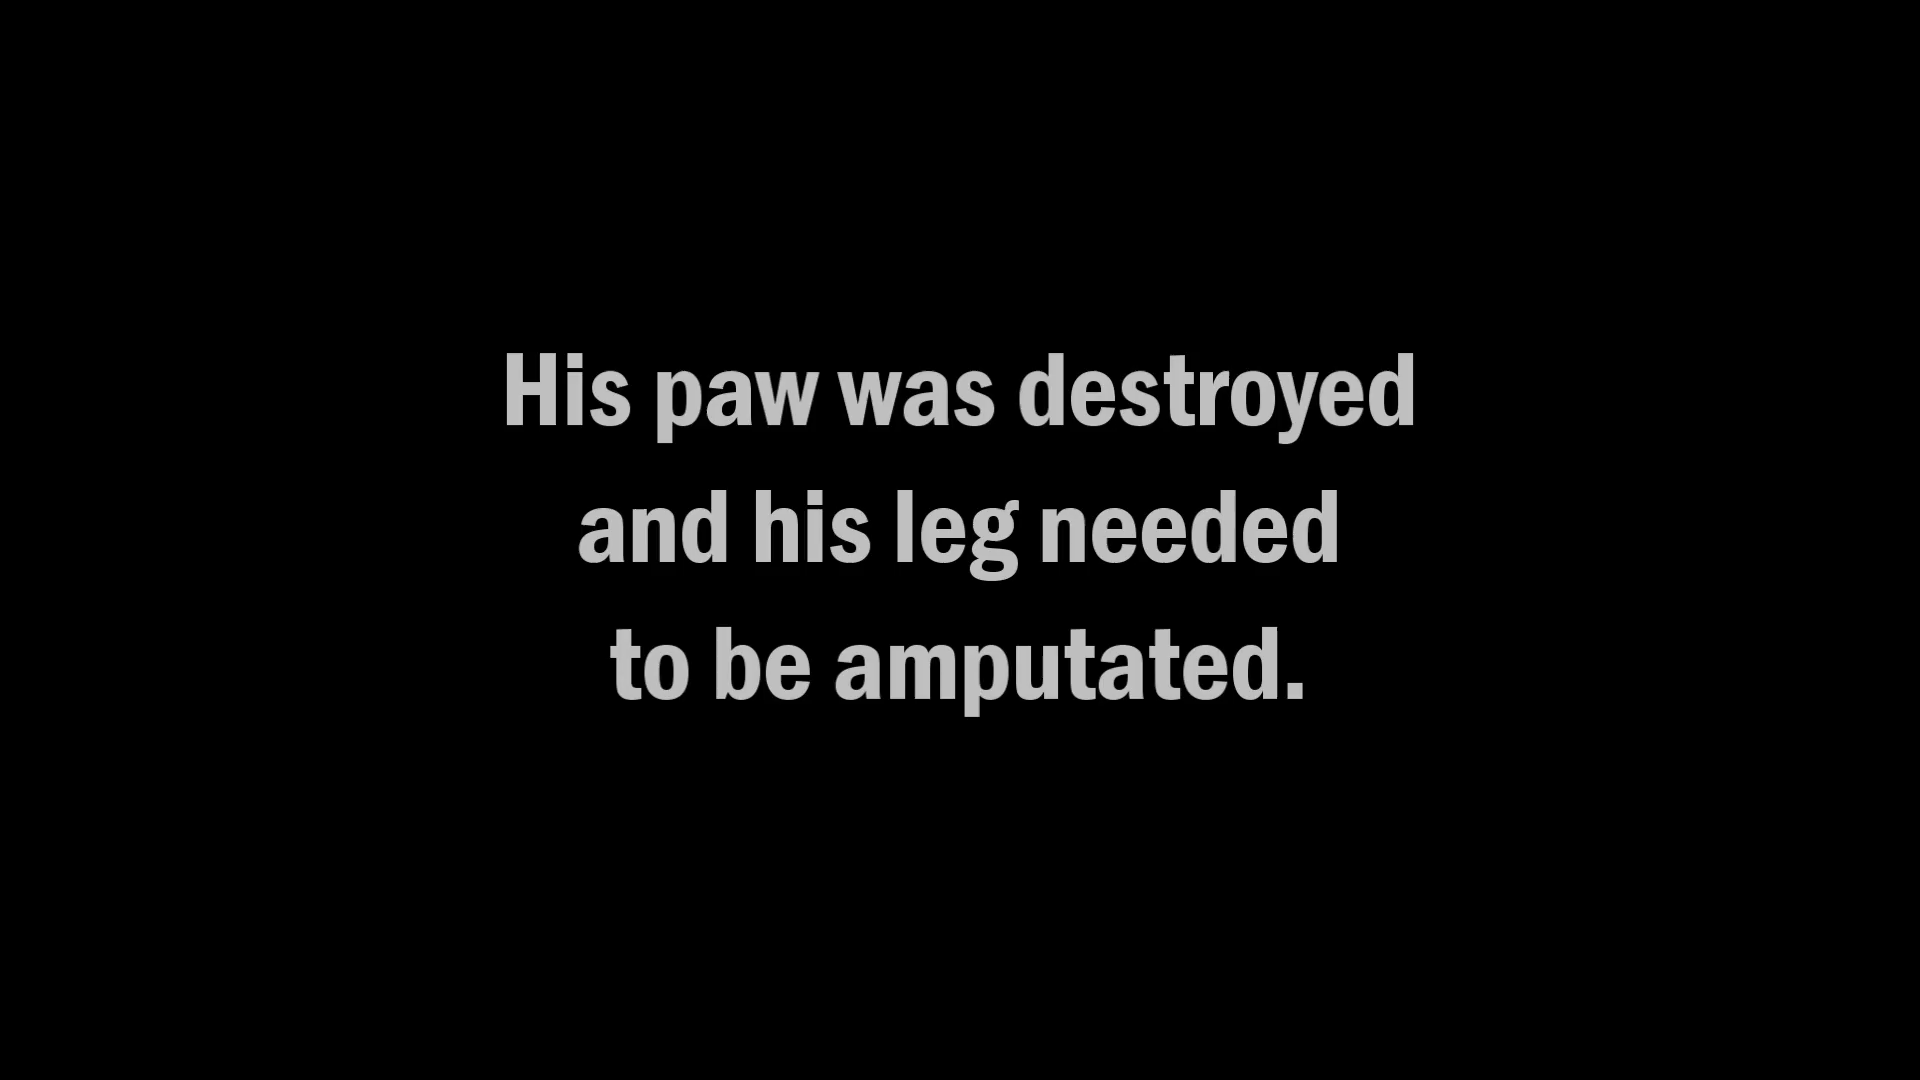 His paw was destroyed
and his leg needed
to be amputated.